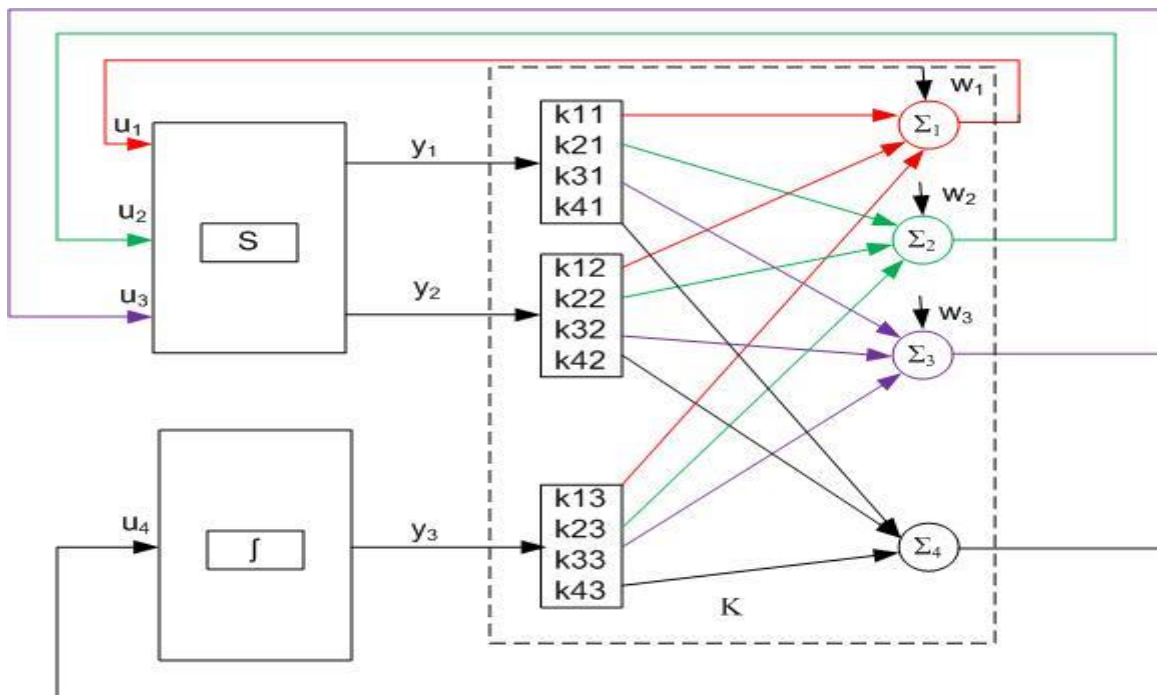 w₁
k11
Σ₁
u₁
y₁
k21
k31
k41
w₂
u₂
S
Σ₂
k12
y₂
k22
u₃
w₃
k32
Σ₃
k42
k13
u₄
y₃
k23
∫
k33
Σ₄
k43
K